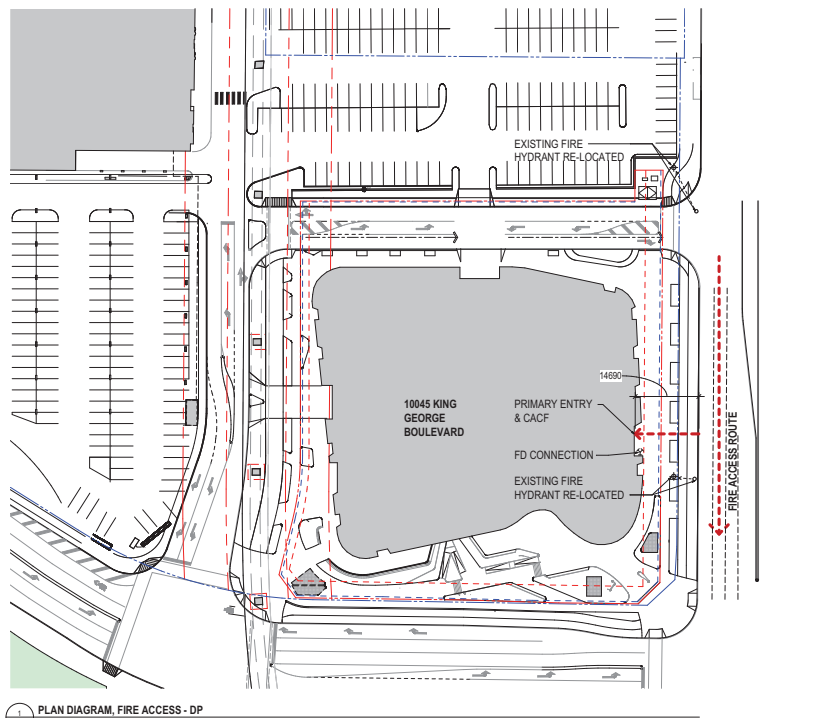 EXISTING FIRE
HYDRANT RE-LOCATED
14690
10045 KING
GEORGE
BOULEVARD
PRIMARY ENTRY
& CACF
FD CONNECTION
EXISTING FIRE
HYDRANT RE-LOCATED
FIRE ACCESS ROUTE
1
PLAN DIAGRAM, FIRE ACCESS - DP